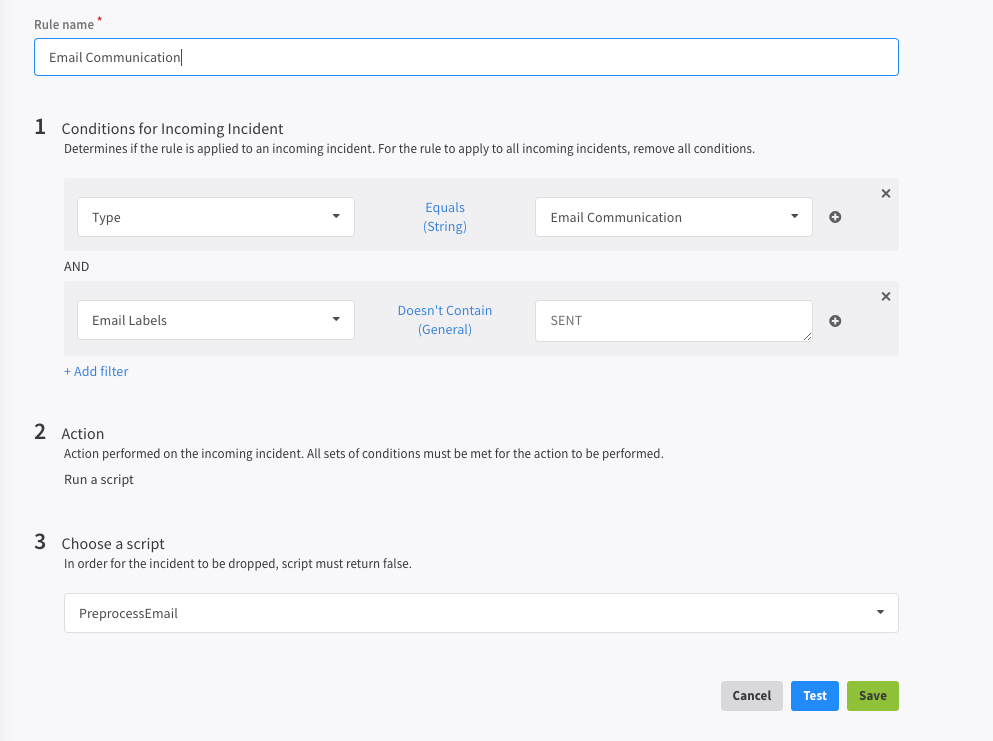 Rule name *
Email Communication
1 Conditions for Incoming Incident
Determines if the rule is applied to an incoming incident. For the rule to apply to all incoming incidents, remove all conditions.
Type Equals (String) Email Communication
AND
Email Labels Doesn't Contain (General) SENT
+ Add filter
2 Action
Action performed on the incoming incident. All sets of conditions must be met for the action to be performed.
Run a script
3 Choose a script
In order for the incident to be dropped, script must return false.
PreprocessEmail
Cancel Test Save